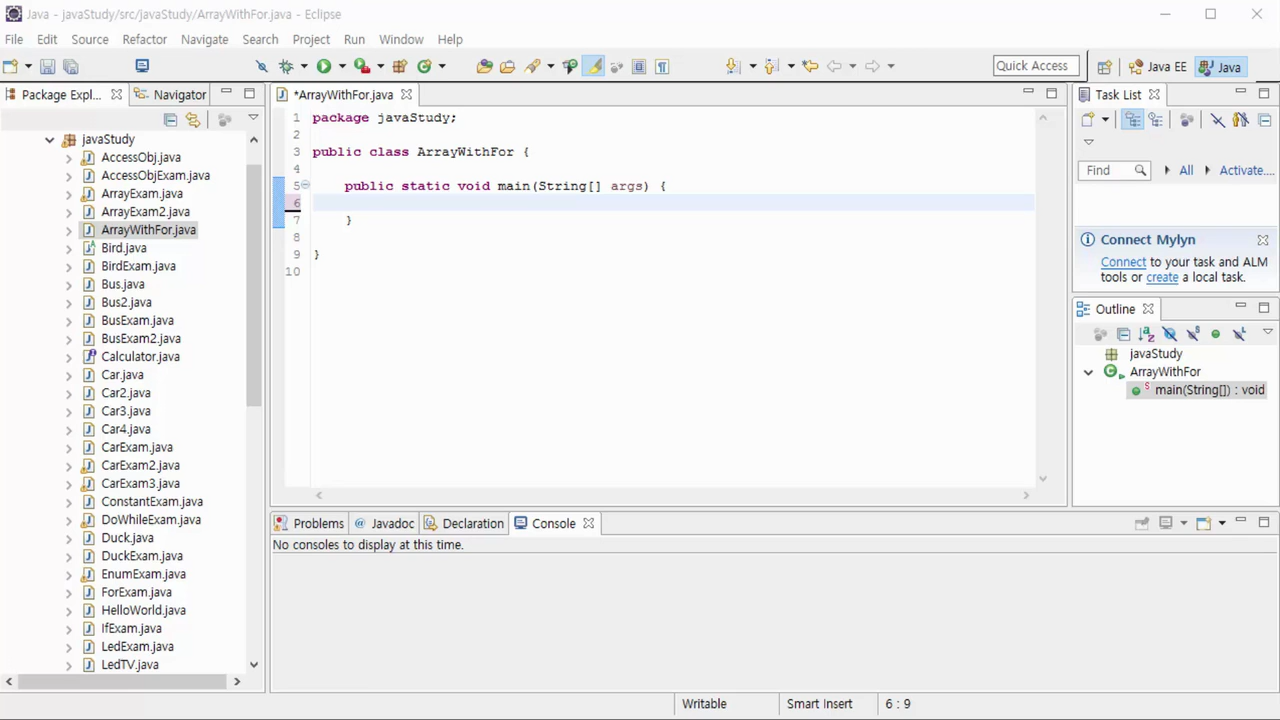 Java - javaStudy/src/javaStudy/ArrayWithFor.java - Eclipse
File Edit Source Refactor Navigate Search Project Run Window Help
Quick Access Java EE Java
Package Expl... Navigator
javaStudy
AccessObj.java
AccessObjExam.java
ArrayExam.java
ArrayExam2.java
ArrayWithFor.java
Bird.java
BirdExam.java
Bus.java
Bus2.java
BusExam.java
BusExam2.java
Calculator.java
Car.java
Car2.java
Car3.java
Car4.java
CarExam.java
CarExam2.java
CarExam3.java
ConstantExam.java
DoWhileExam.java
Duck.java
DuckExam.java
EnumExam.java
ForExam.java
HelloWorld.java
IfExam.java
LedExam.java
LedTV.java
*ArrayWithFor.java
1 package javaStudy;
2
3 public class ArrayWithFor {
4
5 public static void main(String[] args) {
6
7 }
8
9 }
10
Task List
Find All Activate...
Connect Mylyn
Connect to your task and ALM
tools or create a local task.
Outline
javaStudy
ArrayWithFor
main(String[]) : void
Problems @ Javadoc Declaration Console
No consoles to display at this time.
Writable Smart Insert 6 : 9